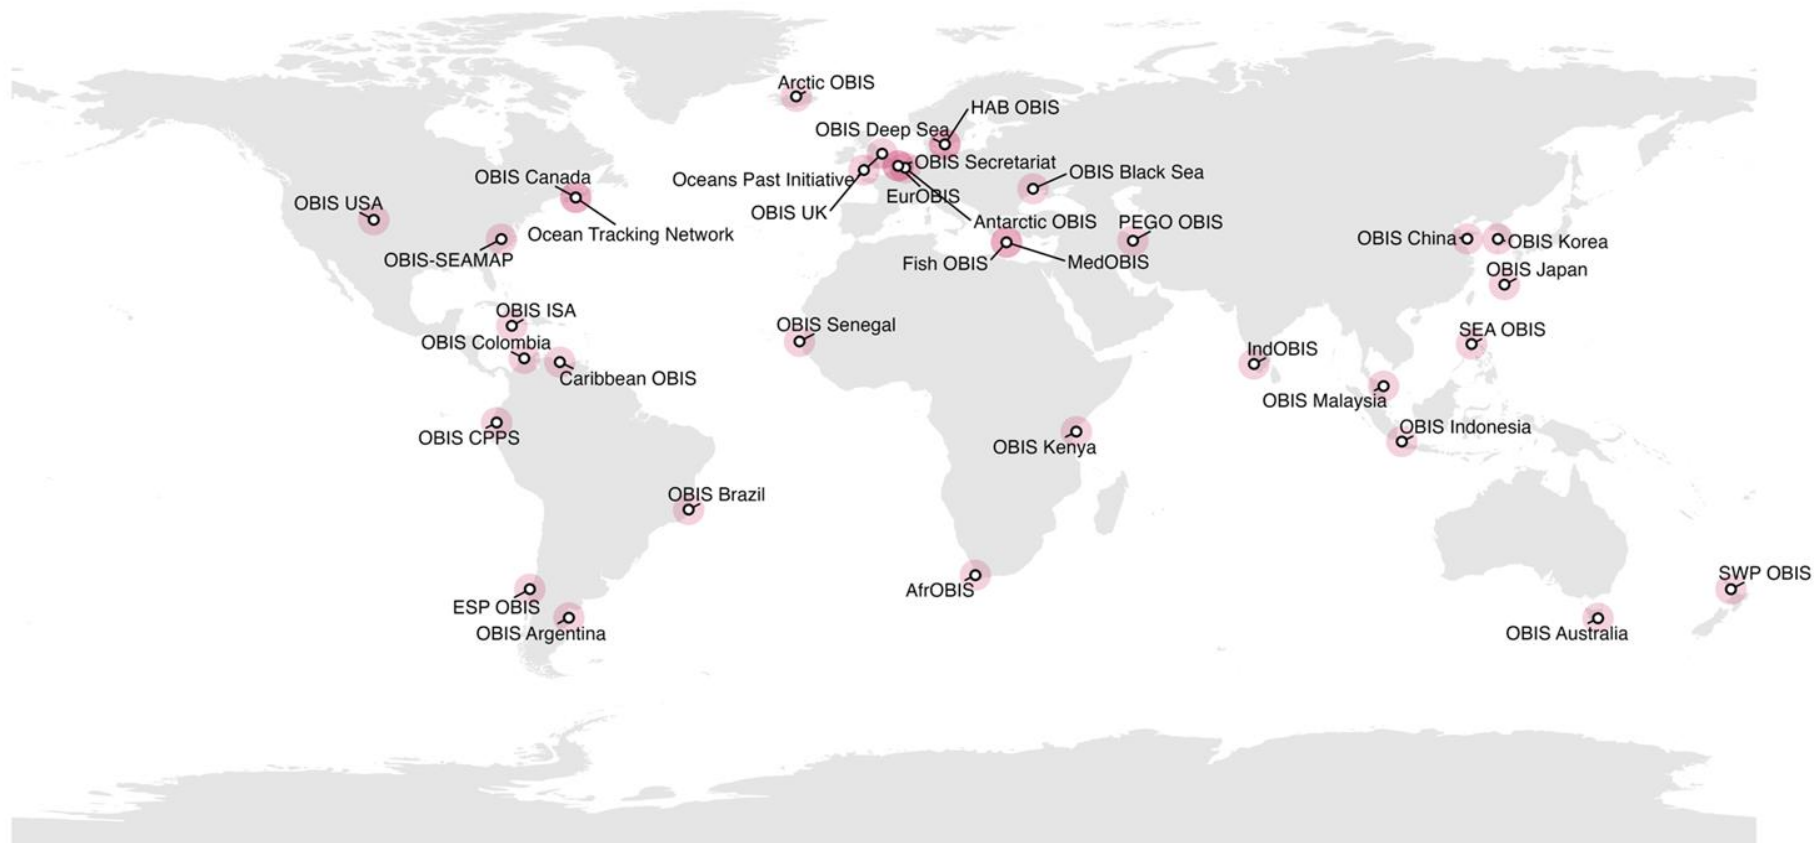 Arctic OBIS
HAB OBIS
OBIS Deep Sea
OBIS Secretariat
OBIS Black Sea
OBIS Canada
Oceans Past Initiative
EurOBIS
OBIS USA
OBIS UK
Antarctic OBIS
PEGO OBIS
Ocean Tracking Network
OBIS China
OBIS Korea
OBIS-SEAMAP
Fish OBIS
MedOBIS
OBIS Japan
OBIS ISA
OBIS Senegal
SEA OBIS
OBIS Colombia
IndOBIS
Caribbean OBIS
OBIS Malaysia
OBIS Indonesia
OBIS CPPS
OBIS Kenya
OBIS Brazil
SWP OBIS
AfrOBIS
ESP OBIS
OBIS Argentina
OBIS Australia